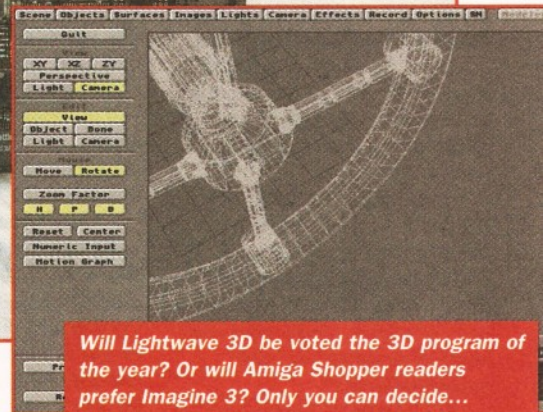 Scene Objects Surfaces Images Lights Camera Effects Record Options
Quit
View
XY XZ ZY
Perspective
Light Camera
Edit
View
Object Bone
Light Camera
Mouse
Move Rotate
Zoom Factor
H P B
Reset Center
Numeric Input
Motion Graph
Will Lightwave 3D be voted the 3D program of
the year? Or will Amiga Shopper readers
prefer Imagine 3? Only you can decide...